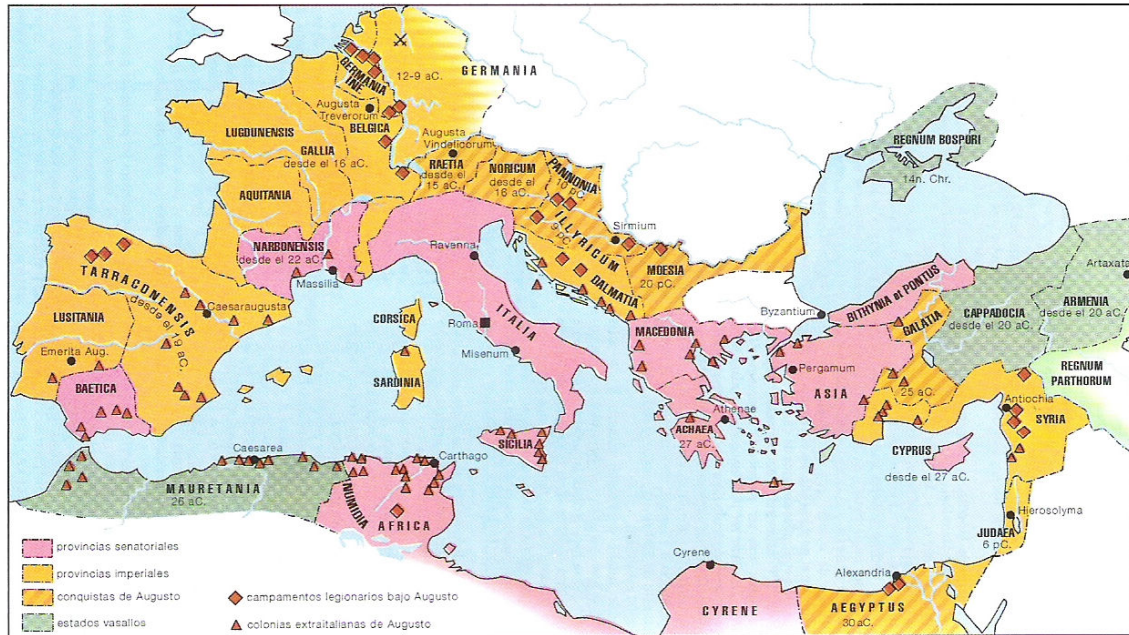 GERMANIA
12-9 aC.
GERMANIA
INF.
Augusta
Treverorum
BELGICA
LUGDUNENSIS
GALLIA
desde el 16 aC.
AQUITANIA
Augusta
Vindelicorum
RAETIA
desde el
15 aC.
NORICUM
desde el
16 aC.
PANNONIA
10 pC.
ILLYRICUM
9 pC.
Sirmium
DALMATIA
MOESIA
20 pC.
REGNUM BOSPORI
14n. Chr.
NARBONENSIS
desde el 22 aC.
Massilia
Ravenna
ITALIA
Roma
Misenum
CORSICA
SARDINIA
SICILIA
TARRACONENSIS
Caesaraugusta
LUSITANIA
Emerita Aug.
BAETICA
MACEDONIA
Byzantium
BITHYNIA et PONTUS
GALATIA
25 aC.
CAPPADOCIA
desde el 20 aC.
Artaxata
ARMENIA
desde el 20 aC.
REGNUM
PARTHORUM
Pergamum
ASIA
Athenae
ACHAEA
27 aC.
Antiochia
SYRIA
CYPRUS
desde el 27 aC.
Hierosolyma
JUDAEA
6 pC.
Caesarea
MAURETANIA
26 aC.
NUMIDIA
Carthago
AFRICA
Cyrene
CYRENE
Alexandria
AEGYPTUS
30 aC.
provincias senatoriales
provincias imperiales
conquistas de Augusto
estados vasallos
campamentos legionarios bajo Augusto
colonias extraitalianas de Augusto